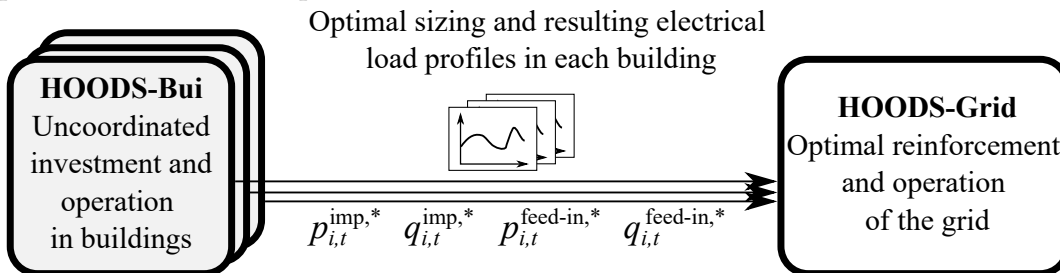 Optimal sizing and resulting electrical
load profiles in each building
HOODS-Bui
Uncoordinated
investment and
operation
in buildings
p_{i,t}^{imp,*} q_{i,t}^{imp,*} p_{i,t}^{feed-in,*} q_{i,t}^{feed-in,*}
HOODS-Grid
Optimal reinforcement
and operation
of the grid